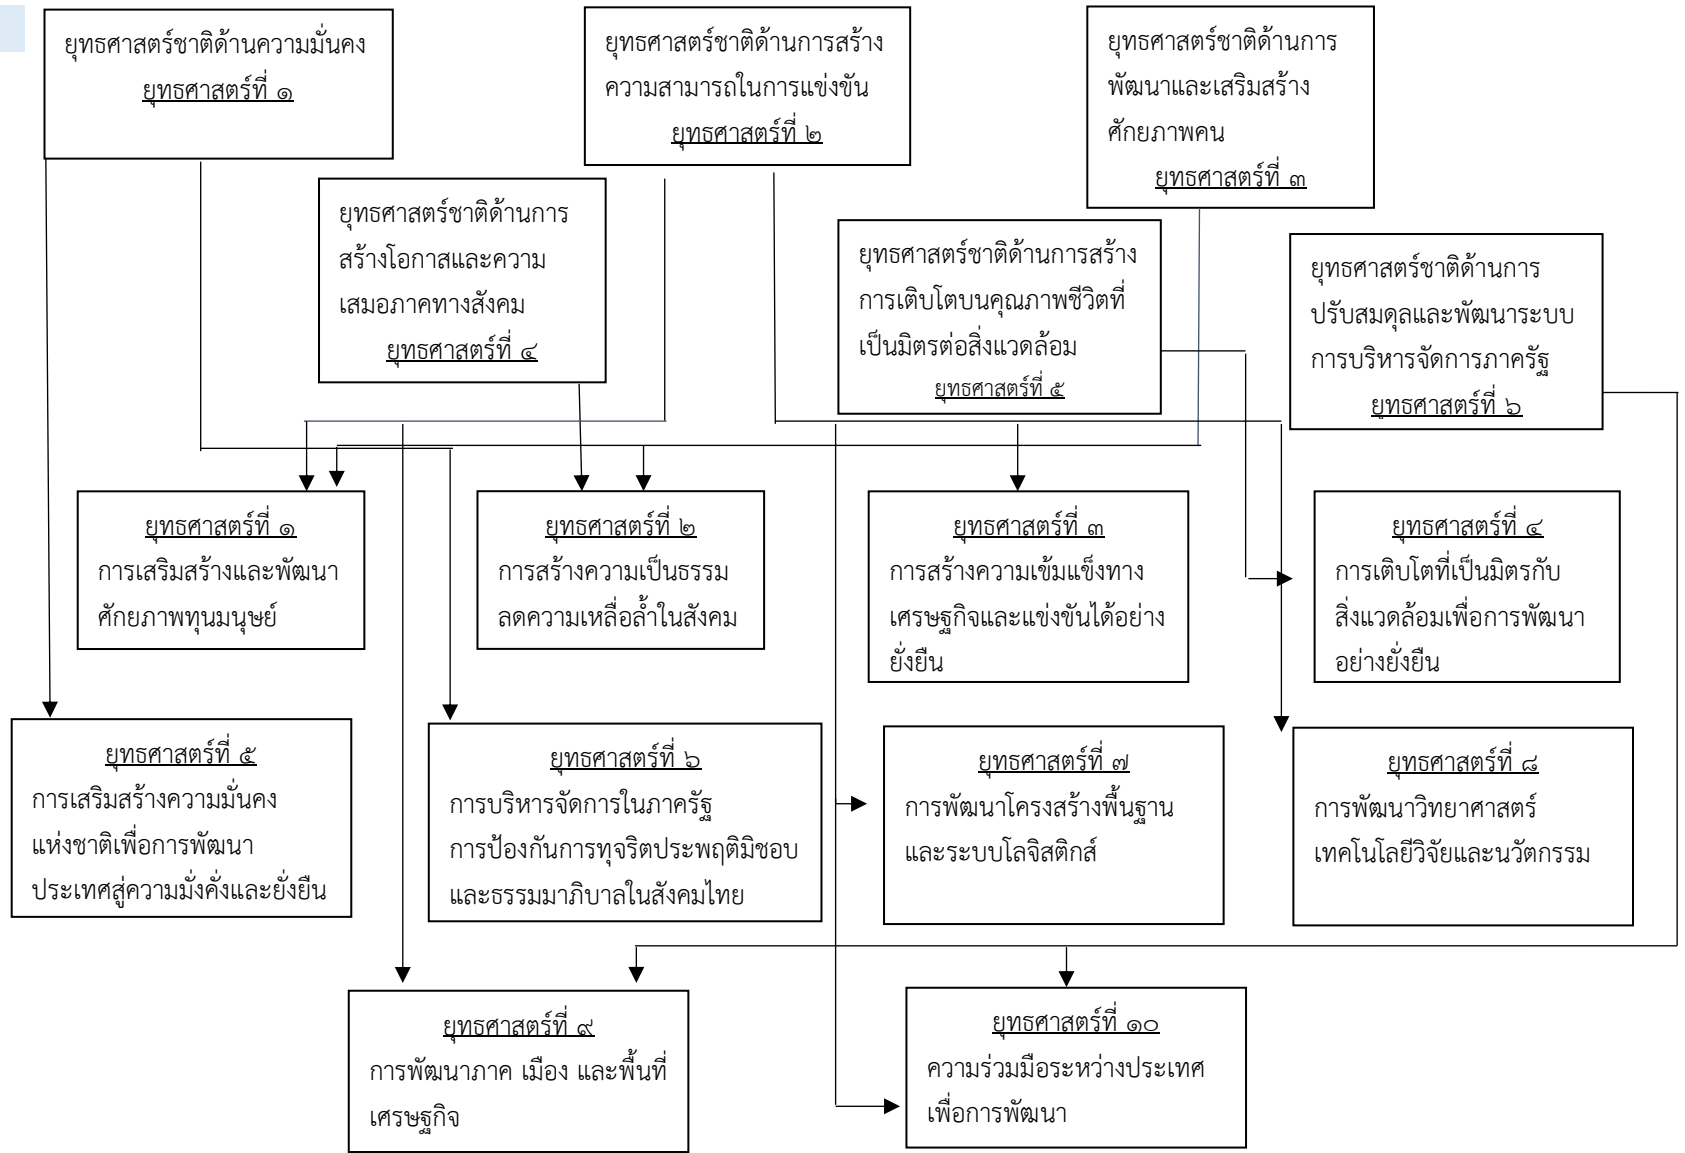 ยุทธศาสตร์ชาติด้านความมั่นคง
ยุทธศาสตร์ที่ ๑
ยุทธศาสตร์ชาติด้านการสร้าง
ความสามารถในการแข่งขัน
ยุทธศาสตร์ที่ ๒
ยุทธศาสตร์ชาติด้านการ
พัฒนาและเสริมสร้าง
ศักยภาพคน
ยุทธศาสตร์ที่ ๓
ยุทธศาสตร์ชาติด้านการ
สร้างโอกาสและความ
เสมอภาคทางสังคม
ยุทธศาสตร์ที่ ๔
ยุทธศาสตร์ชาติด้านการสร้าง
การเติบโตบนคุณภาพชีวิตที่
เป็นมิตรต่อสิ่งแวดล้อม
ยุทธศาสตร์ที่ ๕
ยุทธศาสตร์ชาติด้านการ
ปรับสมดุลและพัฒนาระบบ
การบริหารจัดการภาครัฐ
ยุทธศาสตร์ที่ ๖
ยุทธศาสตร์ที่ ๑
การเสริมสร้างและพัฒนา
ศักยภาพทุนมนุษย์
ยุทธศาสตร์ที่ ๒
การสร้างความเป็นธรรม
ลดความเหลื่อล้ำในสังคม
ยุทธศาสตร์ที่ ๓
การสร้างความเข้มแข็งทาง
เศรษฐกิจและแข่งขันได้อย่าง
ยั่งยืน
ยุทธศาสตร์ที่ ๔
การเติบโตที่เป็นมิตรกับ
สิ่งแวดล้อมเพื่อการพัฒนา
อย่างยั่งยืน
ยุทธศาสตร์ที่ ๕
การเสริมสร้างความมั่นคง
แห่งชาติเพื่อการพัฒนา
ประเทศสู่ความมั่งคั่งและยั่งยืน
ยุทธศาสตร์ที่ ๖
การบริหารจัดการในภาครัฐ
การป้องกันการทุจริตประพฤติมิชอบ
และธรรมมาภิบาลในสังคมไทย
ยุทธศาสตร์ที่ ๗
การพัฒนาโครงสร้างพื้นฐาน
และระบบโลจิสติกส์
ยุทธศาสตร์ที่ ๘
การพัฒนาวิทยาศาสตร์
เทคโนโลยีวิจัยและนวัตกรรม
ยุทธศาสตร์ที่ ๙
การพัฒนาภาค เมือง และพื้นที่
เศรษฐกิจ
ยุทธศาสตร์ที่ ๑๐
ความร่วมมือระหว่างประเทศ
เพื่อการพัฒนา